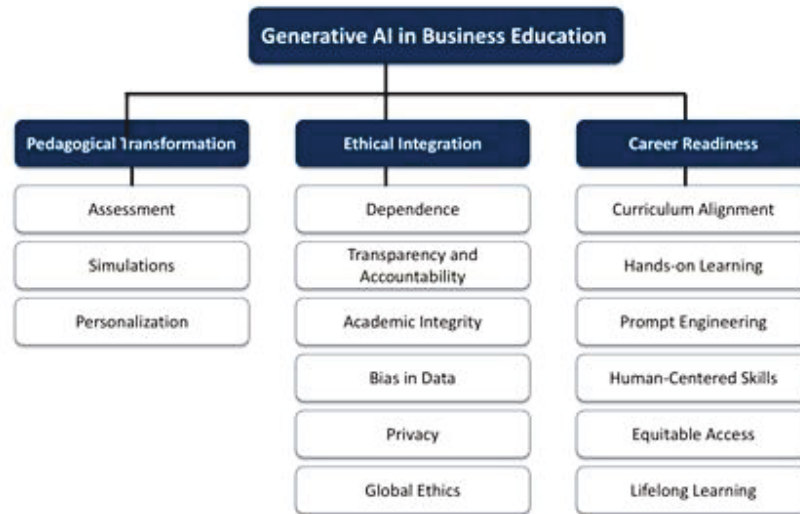 Generative AI in Business Education
Pedagogical Transformation
Assessment
Simulations
Personalization
Ethical Integration
Dependence
Transparency and
Accountability
Academic Integrity
Bias in Data
Privacy
Global Ethics
Career Readiness
Curriculum Alignment
Hands-on Learning
Prompt Engineering
Human-Centered Skills
Equitable Access
Lifelong Learning